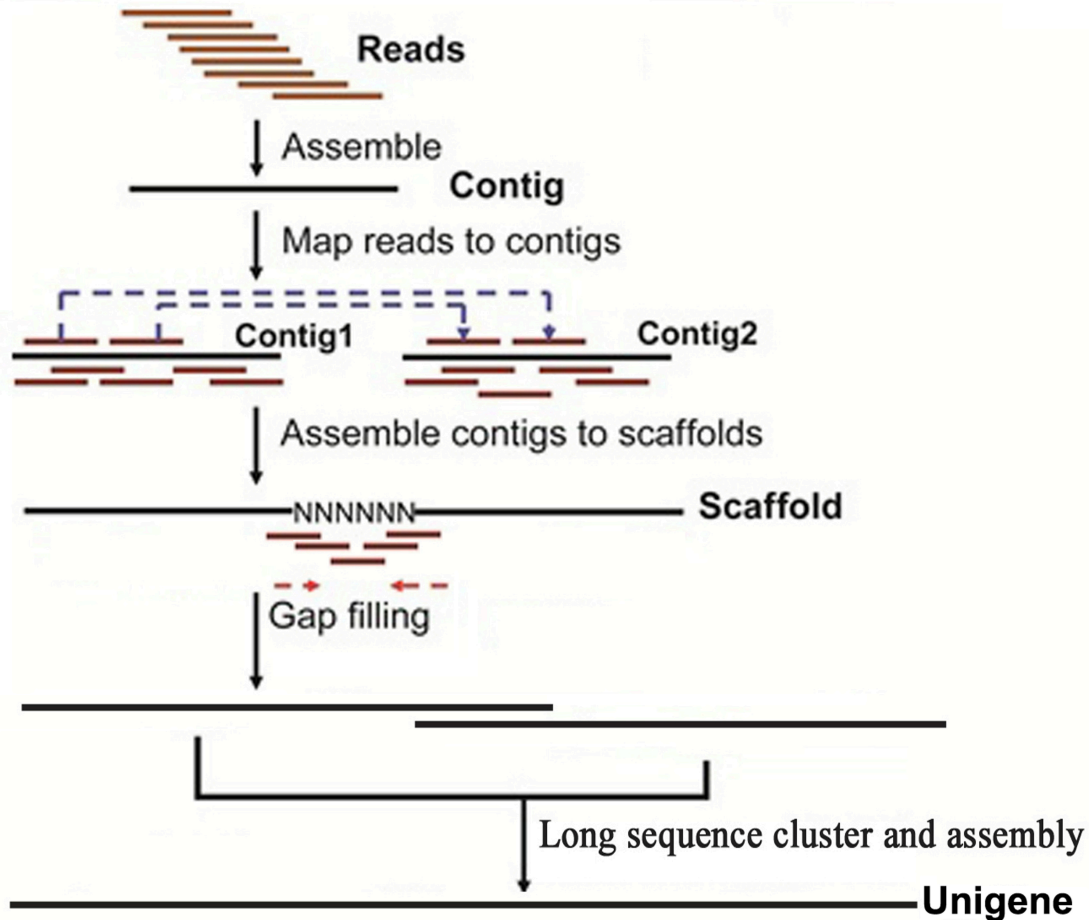 Reads
Assemble
Contig
Map reads to contigs
Contig1
Contig2
Assemble contigs to scaffolds
NNNNNN
Scaffold
Gap filling
Long sequence cluster and assembly
Unigene